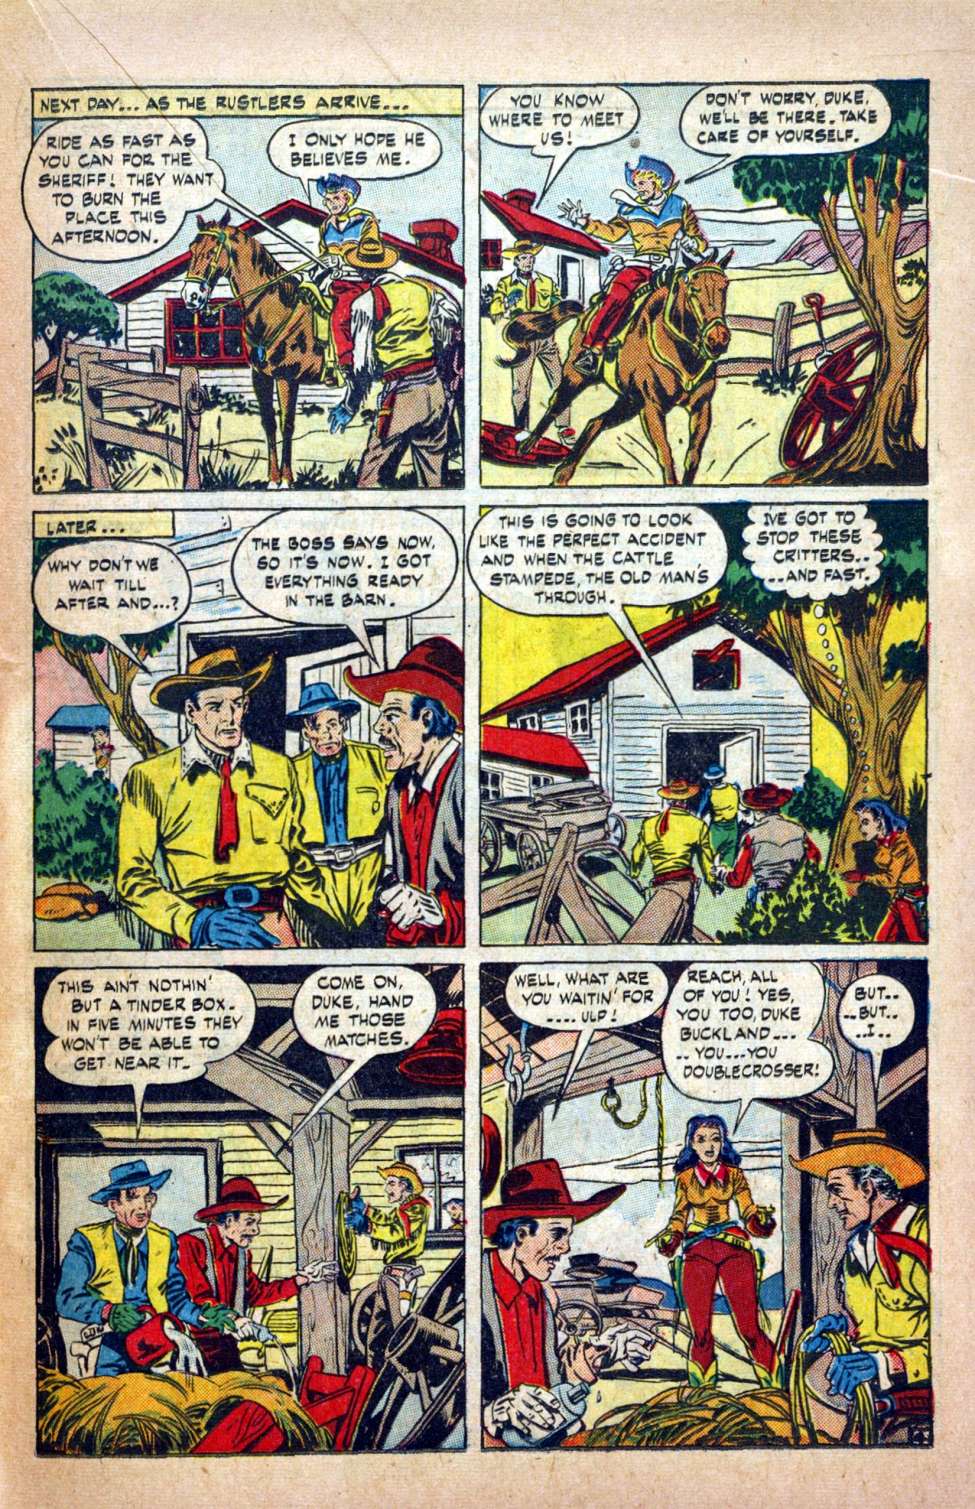 NEXT DAY... AS THE RUSTLERS ARRIVE...
RIDE AS FAST AS
YOU CAN FOR THE
SHERIFF! THEY WANT
TO BURN THE
PLACE THIS
AFTERNOON.
I ONLY HOPE HE
BELIEVES ME.
YOU KNOW
WHERE TO MEET
US!
DON'T WORRY, DUKE,
WE'LL BE THERE. TAKE
CARE OF YOURSELF.
LATER...
WHY DON'T WE
WAIT TILL
AFTER AND...?
THE BOSS SAYS NOW,
SO IT'S NOW. I GOT
EVERYTHING READY
IN THE BARN.
THIS IS GOING TO LOOK
LIKE THE PERFECT ACCIDENT
AND WHEN THE CATTLE
STAMPEDE, THE OLD MAN'S
THROUGH.
I'VE GOT TO
STOP THESE
CRITTERS...
...AND FAST.
THIS AIN'T NOTHIN'
BUT A TINDER BOX.
IN FIVE MINUTES THEY
WON'T BE ABLE TO
GET NEAR IT..
COME ON,
DUKE, HAND
ME THOSE
MATCHES.
WELL, WHAT ARE
YOU WAITIN' FOR
.... ULP!
REACH, ALL
OF YOU! YES,
YOU TOO, DUKE
BUCKLAND....
..YOU...YOU
DOUBLECROSSER!
BUT..
..BUT..
..I..
4